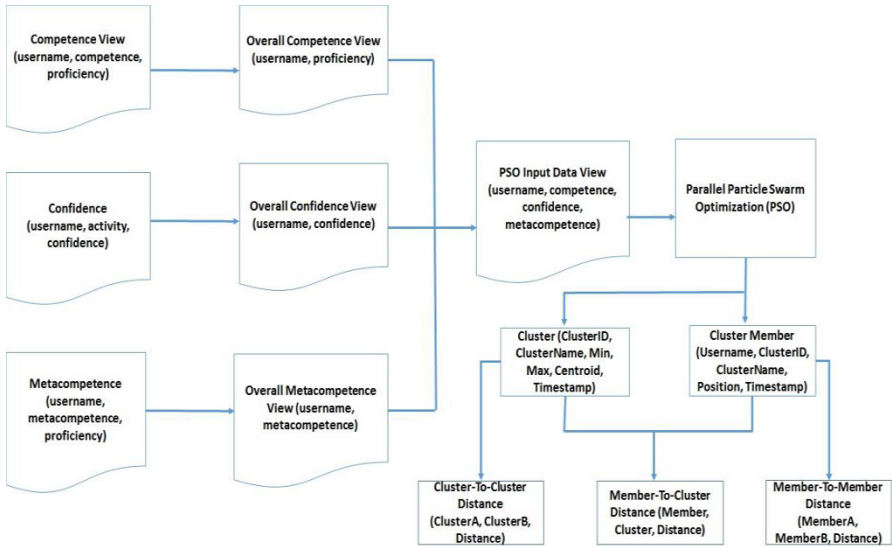 Competence View
(username, competence,
proficiency)
Overall Competence View
(username, proficiency)
Confidence
(username, activity,
confidence)
Overall Confidence View
(username, confidence)
PSO Input Data View
(username, competence,
confidence,
metacompetence)
Parallel Particle Swarm
Optimization (PSO)
Metacompetence
(username,
metacompetence,
proficiency)
Overall Metacompetence
View (username,
metacompetence)
Cluster (ClusterID,
ClusterName, Min,
Max, Centroid,
Timestamp)
Cluster Member
(Username, ClusterID,
ClusterName,
Position, Timestamp)
Cluster-To-Cluster
Distance
(ClusterA, ClusterB,
Distance)
Member-To-Cluster
Distance (Member,
Cluster, Distance)
Member-To-Member
Distance
(MemberA,
MemberB, Distance)